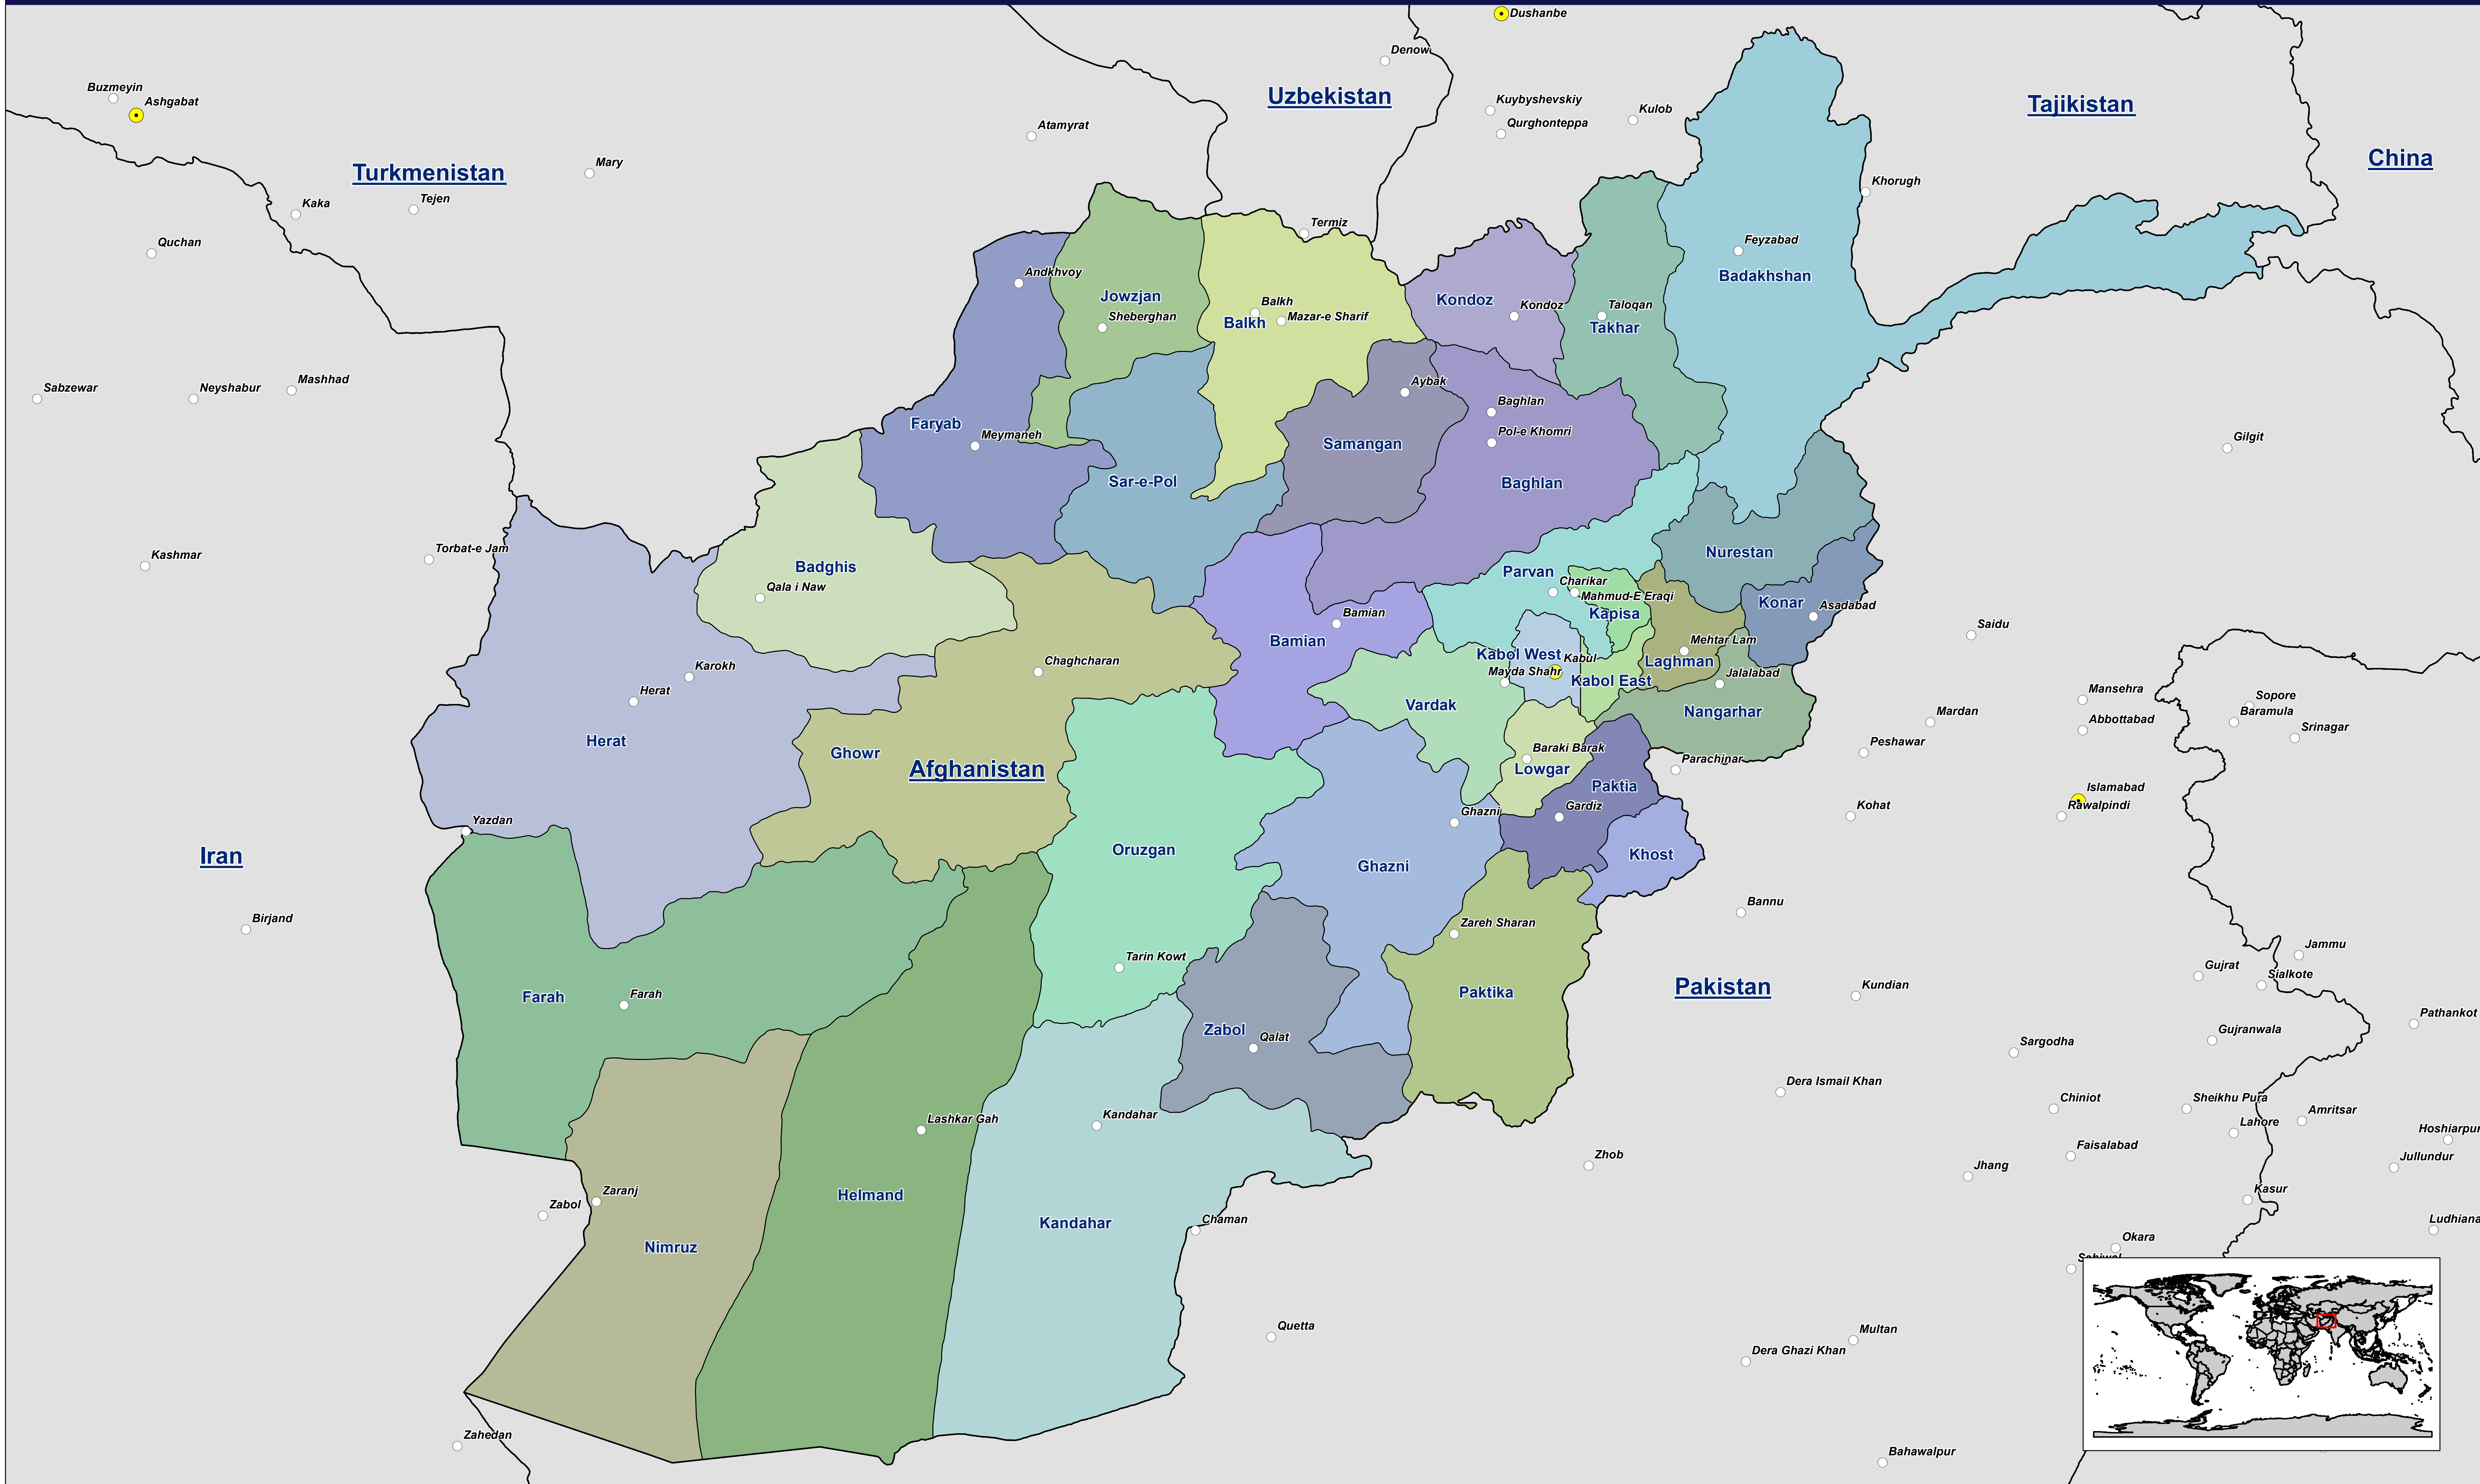 Dushanbe
Denow
Uzbekistan
Buzmeyin
Ashgabat
Kuybyshevskiy
Tajikistan
Kulob
Qurghonteppa
Atamyrat
China
Mary
Turkmenistan
Khorugh
Tejen
Kaka
Termiz
Quchan
Feyzabad
Andkhvoy
Badakhshan
Jowzjan
Kondoz
Balkh
Kondoz
Taloqan
Sheberghan
Mazar-e Sharif
Balkh
Takhar
Mashhad
Aybak
Sabzewar
Neyshabur
Baghlan
Faryab
Pol-e Khomri
Meymaneh
Gilgit
Samangan
Sar-e-Pol
Baghlan
Torbat-e Jam
Nurestan
Kashmar
Badghis
Parvan
Charikar
Qala i Naw
Mahmud-E Eraqi
Konar
Asadabad
Bamian
Kapisa
Saidu
Bamian
Mehtar Lam
Kabol West
Kabul
Chaghcharan
Laghman
Karokh
Mayda Shahr
Jalalabad
Kabol East
Herat
Mansehra
Sopore
Vardak
Nangarhar
Mardan
Baramula
Abbottabad
Srinagar
Herat
Peshawar
Ghowr
Baraki Barak
Parachinar
Afghanistan
Lowgar
Paktia
Islamabad
Rawalpindi
Kohat
Gardiz
Ghazni
Yazdan
Oruzgan
Khost
Iran
Ghazni
Bannu
Birjand
Zareh Sharan
Jammu
Tarin Kowt
Gujrat
Sialkote
Kundian
Pakistan
Paktika
Farah
Farah
Pathankot
Zabol
Gujranwala
Qalat
Sargodha
Dera Ismail Khan
Chiniot
Sheikhu Pura
Amritsar
Kandahar
Lashkar Gah
Lahore
Hoshiarpur
Faisalabad
Zhob
Jullundur
Jhang
Zaranj
Kasur
Helmand
Zabol
Chaman
Ludhiana
Kandahar
Okara
Nimruz
Sahiwal
Quetta
Multan
Dera Ghazi Khan
Zahedan
Bahawalpur